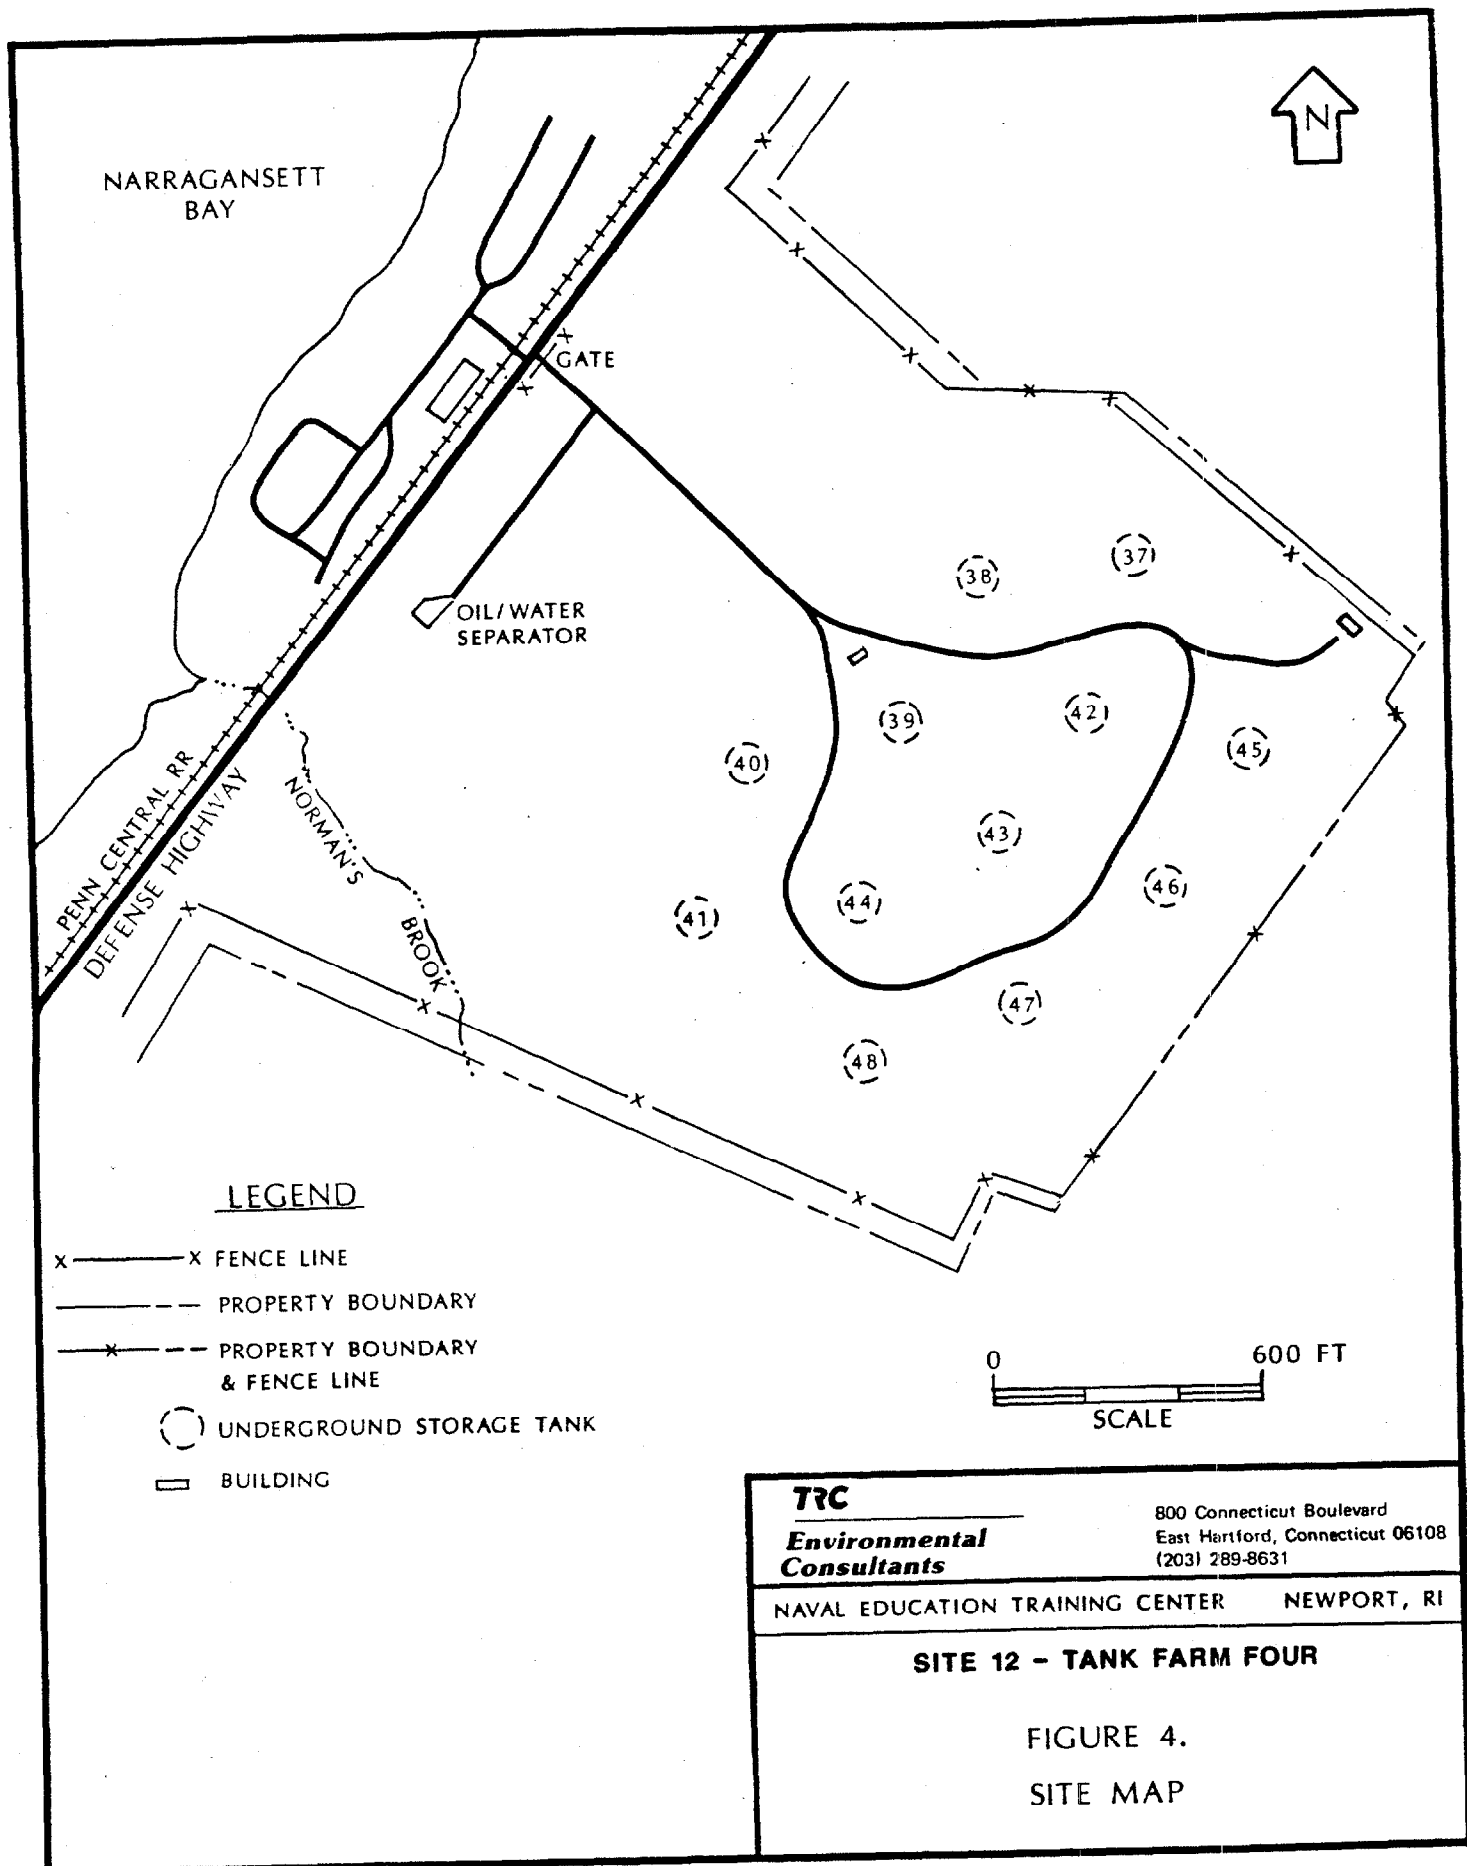 N
NARRAGANSETT
BAY
GATE
OIL/WATER
SEPARATOR
38
37
39
42
40
45
43
46
44
41
47
48
PENN CENTRAL RR
DEFENSE HIGHWAY
NORMAN'S
BROOK
LEGEND
X X FENCE LINE
PROPERTY BOUNDARY
X PROPERTY BOUNDARY
& FENCE LINE
UNDERGROUND STORAGE TANK
BUILDING
0 600 FT
SCALE
TRC
Environmental
Consultants
800 Connecticut Boulevard
East Hartford, Connecticut 06108
(203) 289-8631
NAVAL EDUCATION TRAINING CENTER NEWPORT, RI
SITE 12 - TANK FARM FOUR
FIGURE 4.
SITE MAP